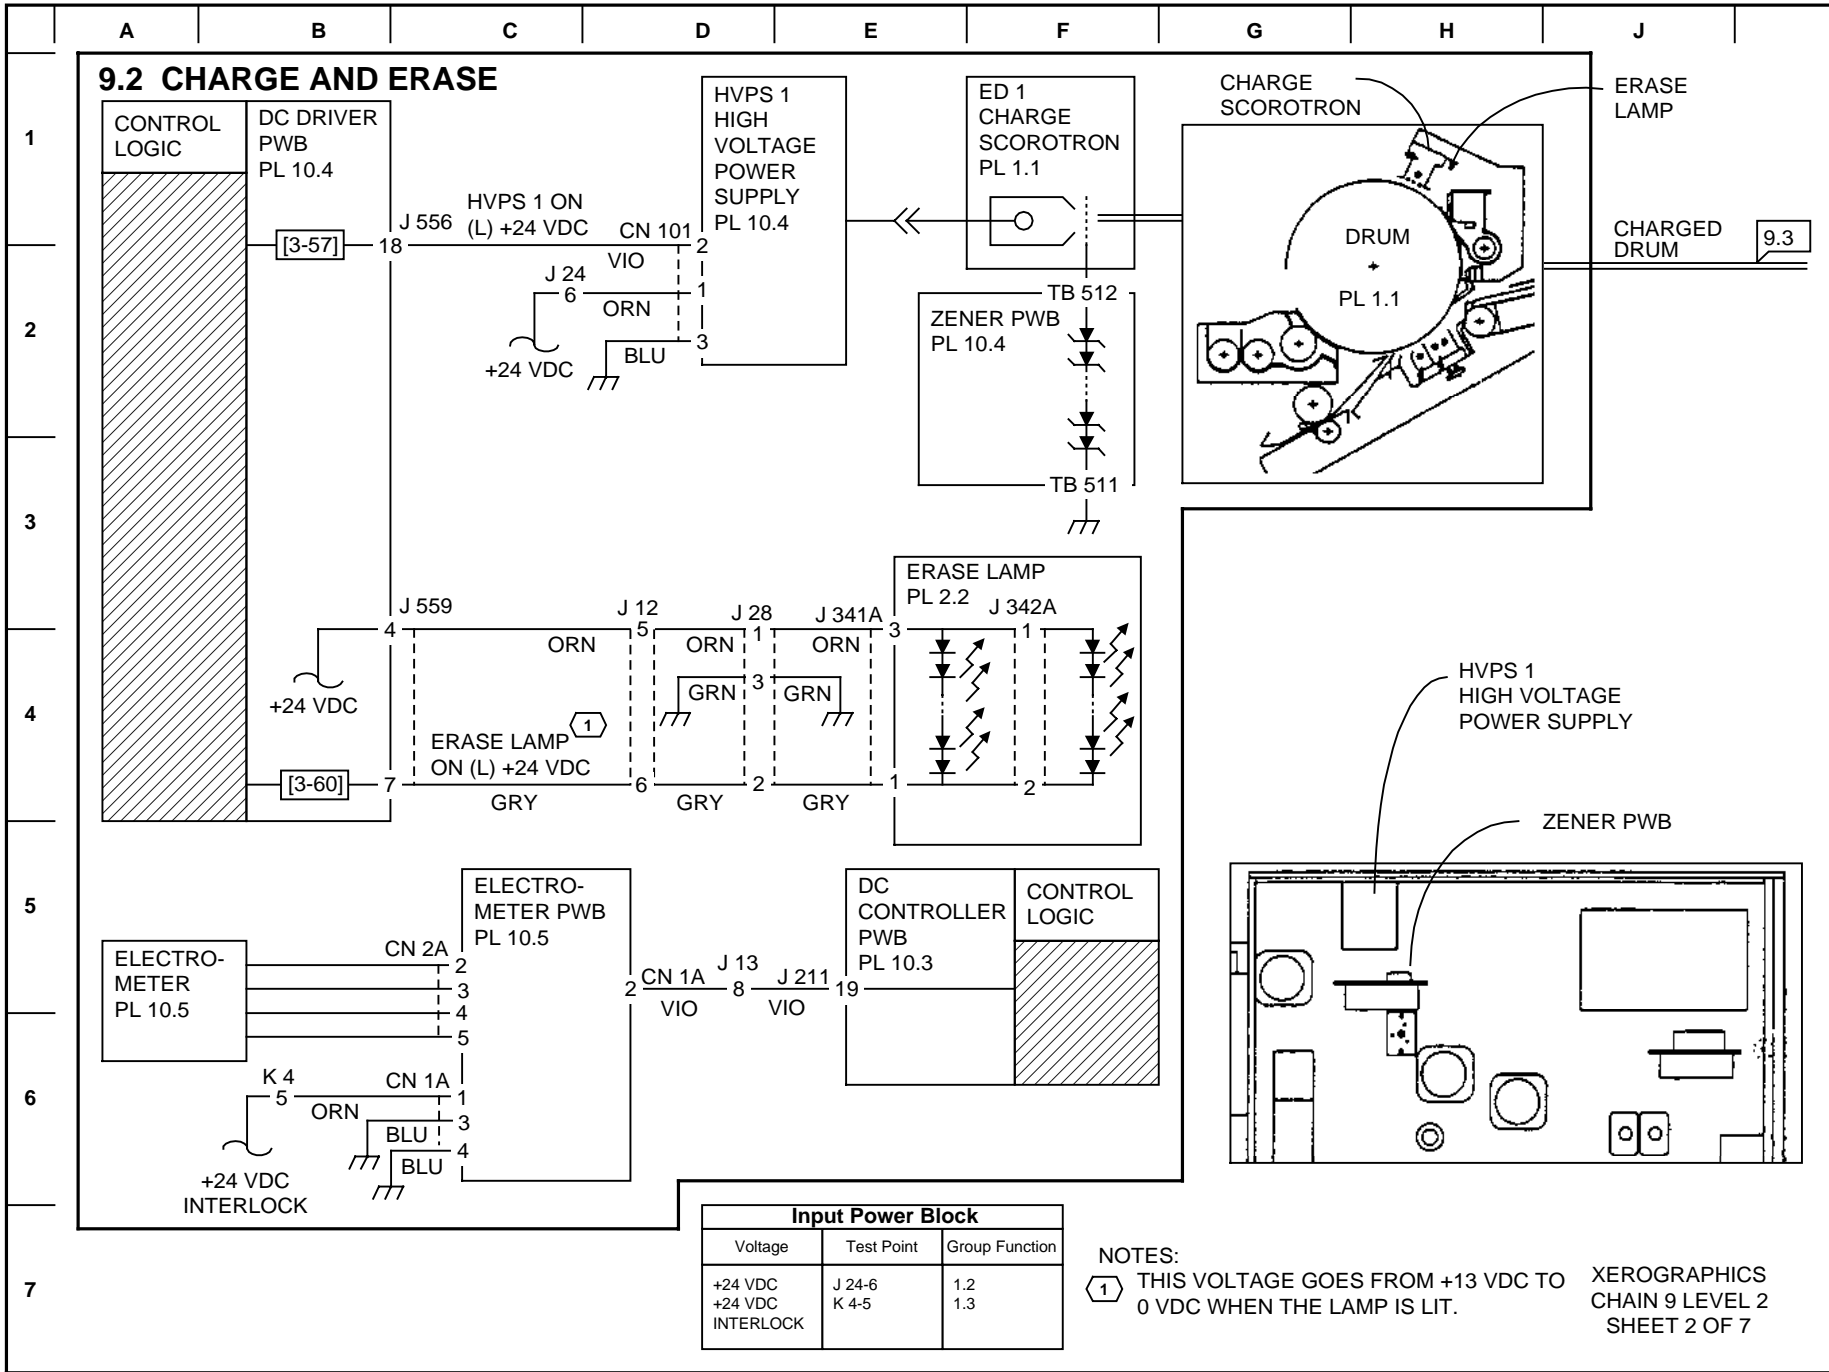 A B C D E F G H J
1
2
3
4
5
6
7
9.2 CHARGE AND ERASE
CONTROL
LOGIC
DC DRIVER
PWB
PL 10.4
HVPS 1
HIGH
VOLTAGE
POWER
SUPPLY
PL 10.4
ED 1
CHARGE
SCOROTRON
PL 1.1
CHARGE
SCOROTRON
ERASE
LAMP
[3-57]
18
J 556
HVPS 1 ON
(L) +24 VDC
CN 101
2
VIO
J 24
6
ORN
1
+24 VDC
BLU
3
TB 512
ZENER PWB
PL 10.4
TB 511
DRUM
PL 1.1
CHARGED
DRUM
9.3
ERASE LAMP
PL 2.2
J 559
4
ORN
J 12
5
ORN
J 28
1
ORN
J 341A
3
J 342A
1
+24 VDC
GRN
3
GRN
1
ERASE LAMP
ON (L) +24 VDC
[3-60]
7
GRY
6
GRY
2
GRY
1
2
HVPS 1
HIGH VOLTAGE
POWER SUPPLY
ZENER PWB
ELECTRO-
METER
PL 10.5
CN 2A
2
3
4
5
ELECTRO-
METER PWB
PL 10.5
2
CN 1A
VIO
J 13
8
VIO
J 211
19
DC
CONTROLLER
PWB
PL 10.3
CONTROL
LOGIC
K 4
5
ORN
CN 1A
1
3
BLU
4
BLU
+24 VDC
INTERLOCK
Input Power Block
Voltage Test Point Group Function
+24 VDC J 24-6 1.2
+24 VDC K 4-5 1.3
INTERLOCK
NOTES:
1 THIS VOLTAGE GOES FROM +13 VDC TO
0 VDC WHEN THE LAMP IS LIT.
XEROGRAPHICS
CHAIN 9 LEVEL 2
SHEET 2 OF 7